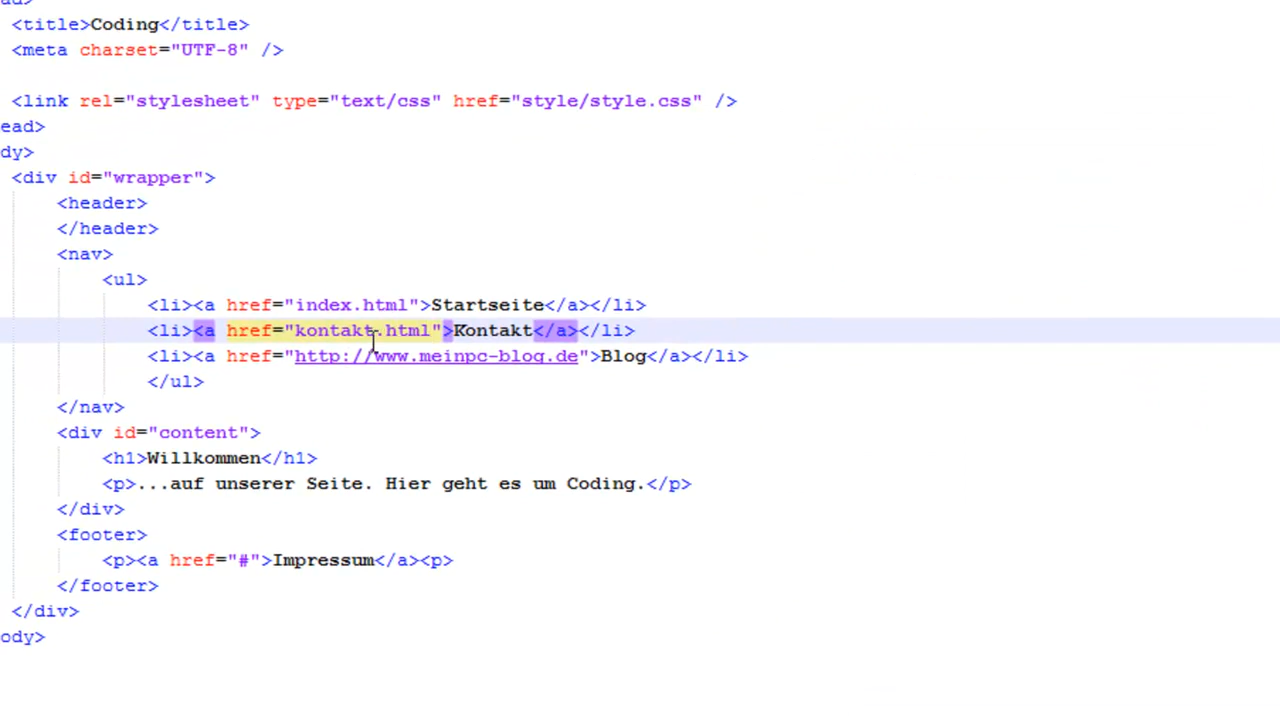 ad>
<title>Coding</title>
<meta charset="UTF-8" />
<link rel="stylesheet" type="text/css" href="style/style.css" />
ead>
dy>
<div id="wrapper">
<header>
</header>
<nav>
<ul>
<li><a href="index.html">Startseite</a></li>
<li><a href="kontakt.html">Kontakt</a></li>
<li><a href="http://www.meinpc-blog.de">Blog</a></li>
</ul>
</nav>
<div id="content">
<h1>Willkommen</h1>
<p>...auf unserer Seite. Hier geht es um Coding.</p>
</div>
<footer>
<p><a href="#">Impressum</a><p>
</footer>
</div>
ody>